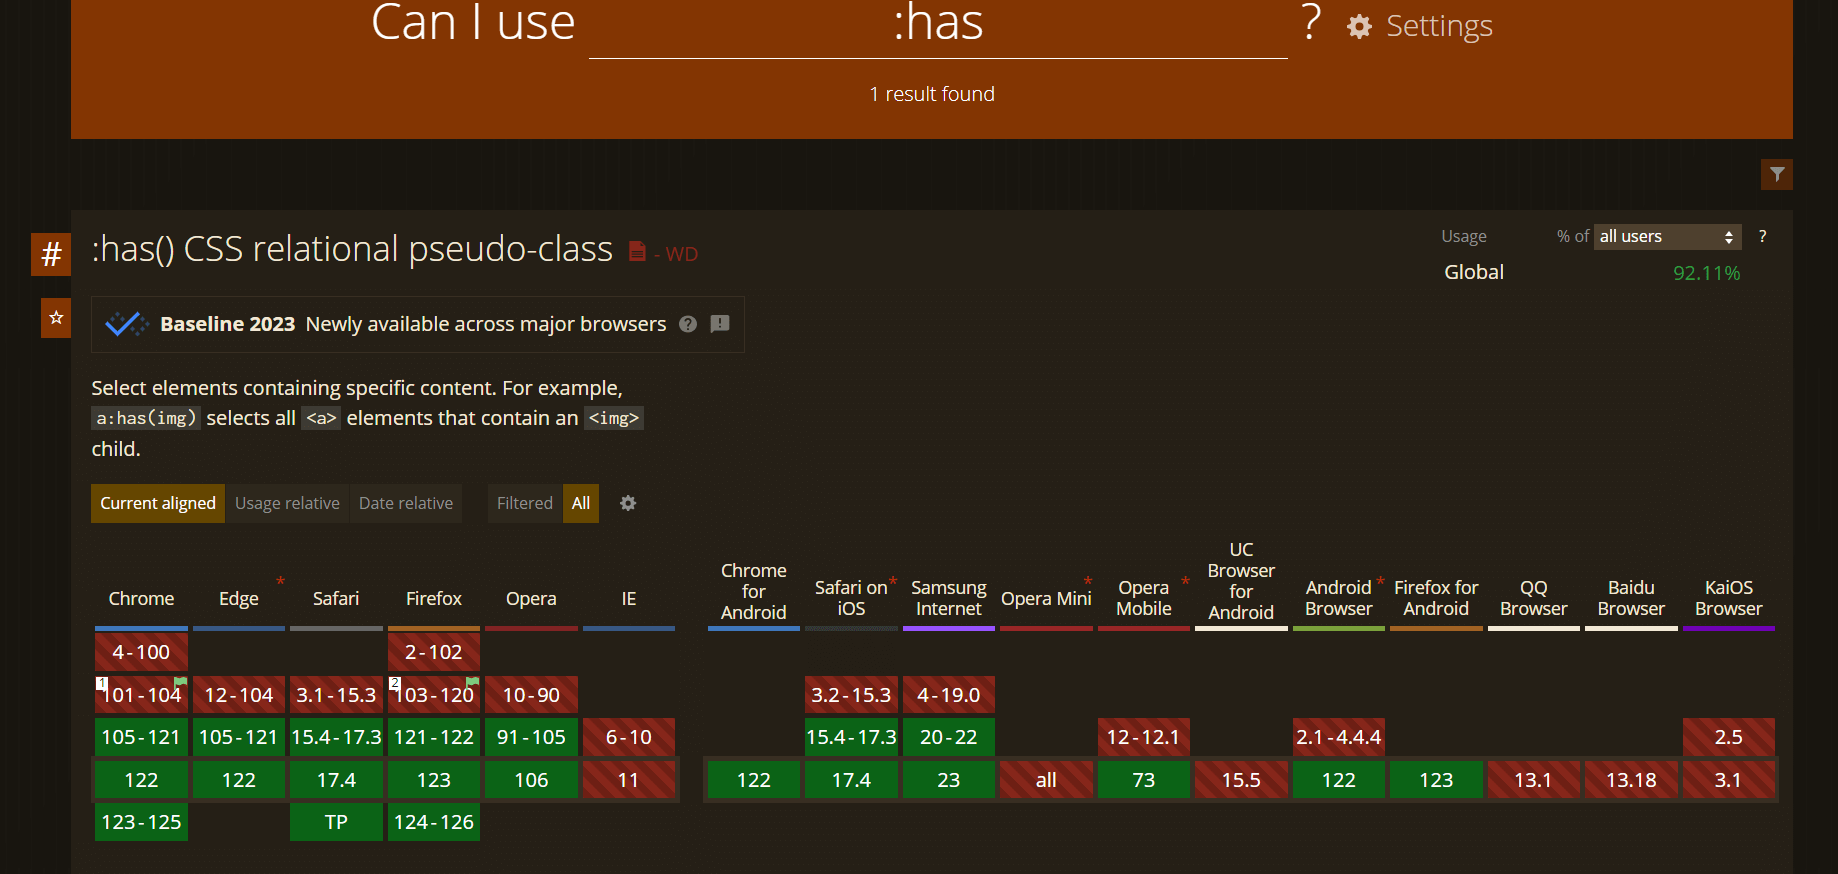 Can I use :has ? Settings
1 result found
# :has() CSS relational pseudo-class - WD
Usage % of all users ?
Global 92.11%
Baseline 2023 Newly available across major browsers ? !
Select elements containing specific content. For example,
a:has(img) selects all <a> elements that contain an <img>
child.
Current aligned Usage relative Date relative Filtered All
Chrome Edge * Safari Firefox Opera IE
Chrome for Android Safari on iOS * Samsung Internet Opera Mini * Opera Mobile * UC Browser for Android Android Browser * Firefox for Android QQ Browser Baidu Browser KaiOS Browser
4-100 2-102
1 101-104 12-104 3.1-15.3 2 103-120 10-90 3.2-15.3 4-19.0
105-121 105-121 15.4-17.3 121-122 91-105 6-10 15.4-17.3 20-22 12-12.1 2.1-4.4.4 2.5
122 122 17.4 123 106 11 122 17.4 23 all 73 15.5 122 123 13.1 13.18 3.1
123-125 TP 124-126